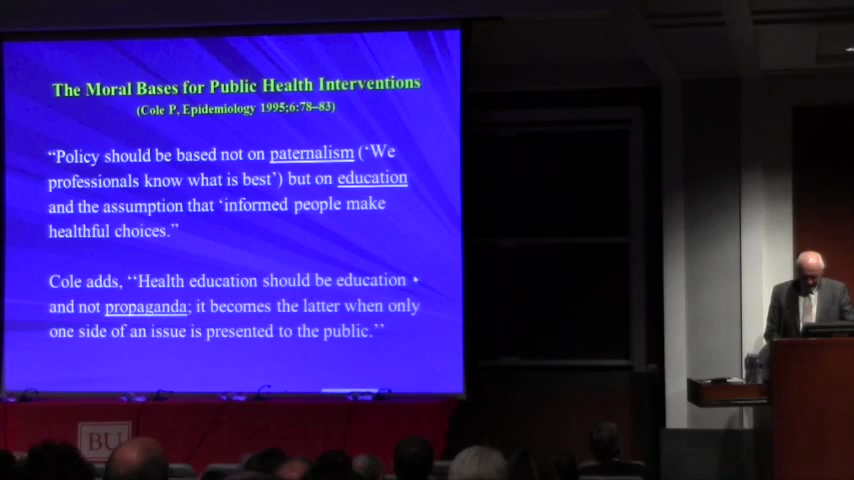 The Moral Bases for Public Health Interventions
(Cole P, Epidemiology 1995;6:78–83)
“Policy should be based not on paternalism (‘We
professionals know what is best’) but on education
and the assumption that ‘informed people make
healthful choices.”
Cole adds, ‘‘Health education should be education
and not propaganda; it becomes the latter when only
one side of an issue is presented to the public.’’
BU